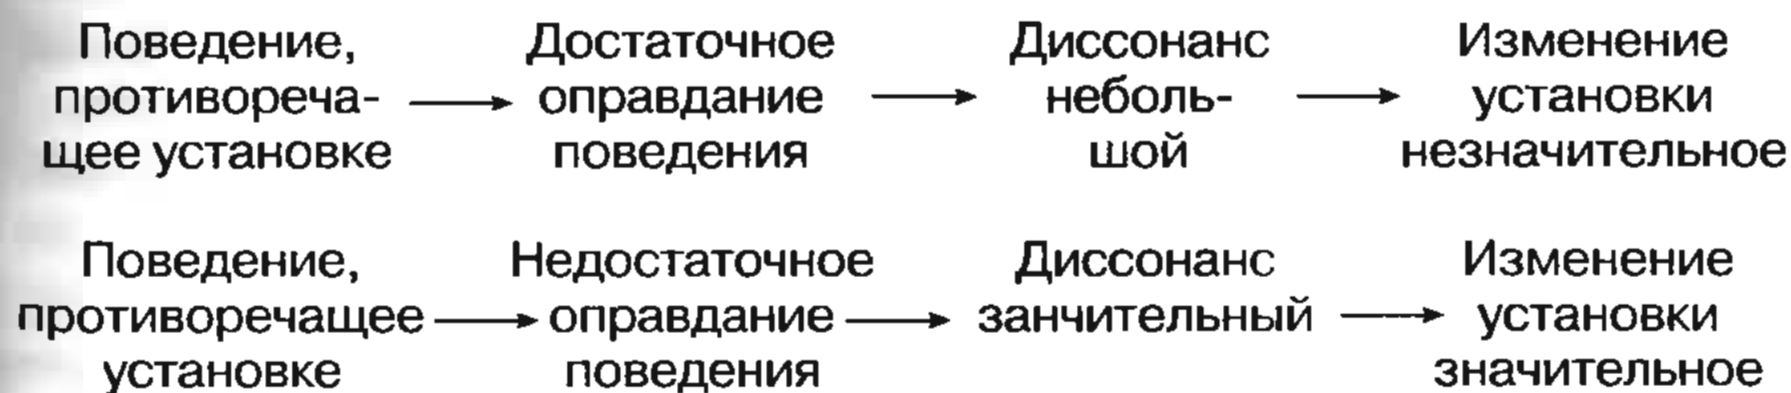 Поведение, Достаточное Диссонанс Изменение
противореча- оправдание неболь- установки
щее установке поведения шой незначительное
Поведение, Недостаточное Диссонанс Изменение
противоречащее оправдание занчительный установки
установке поведения значительное